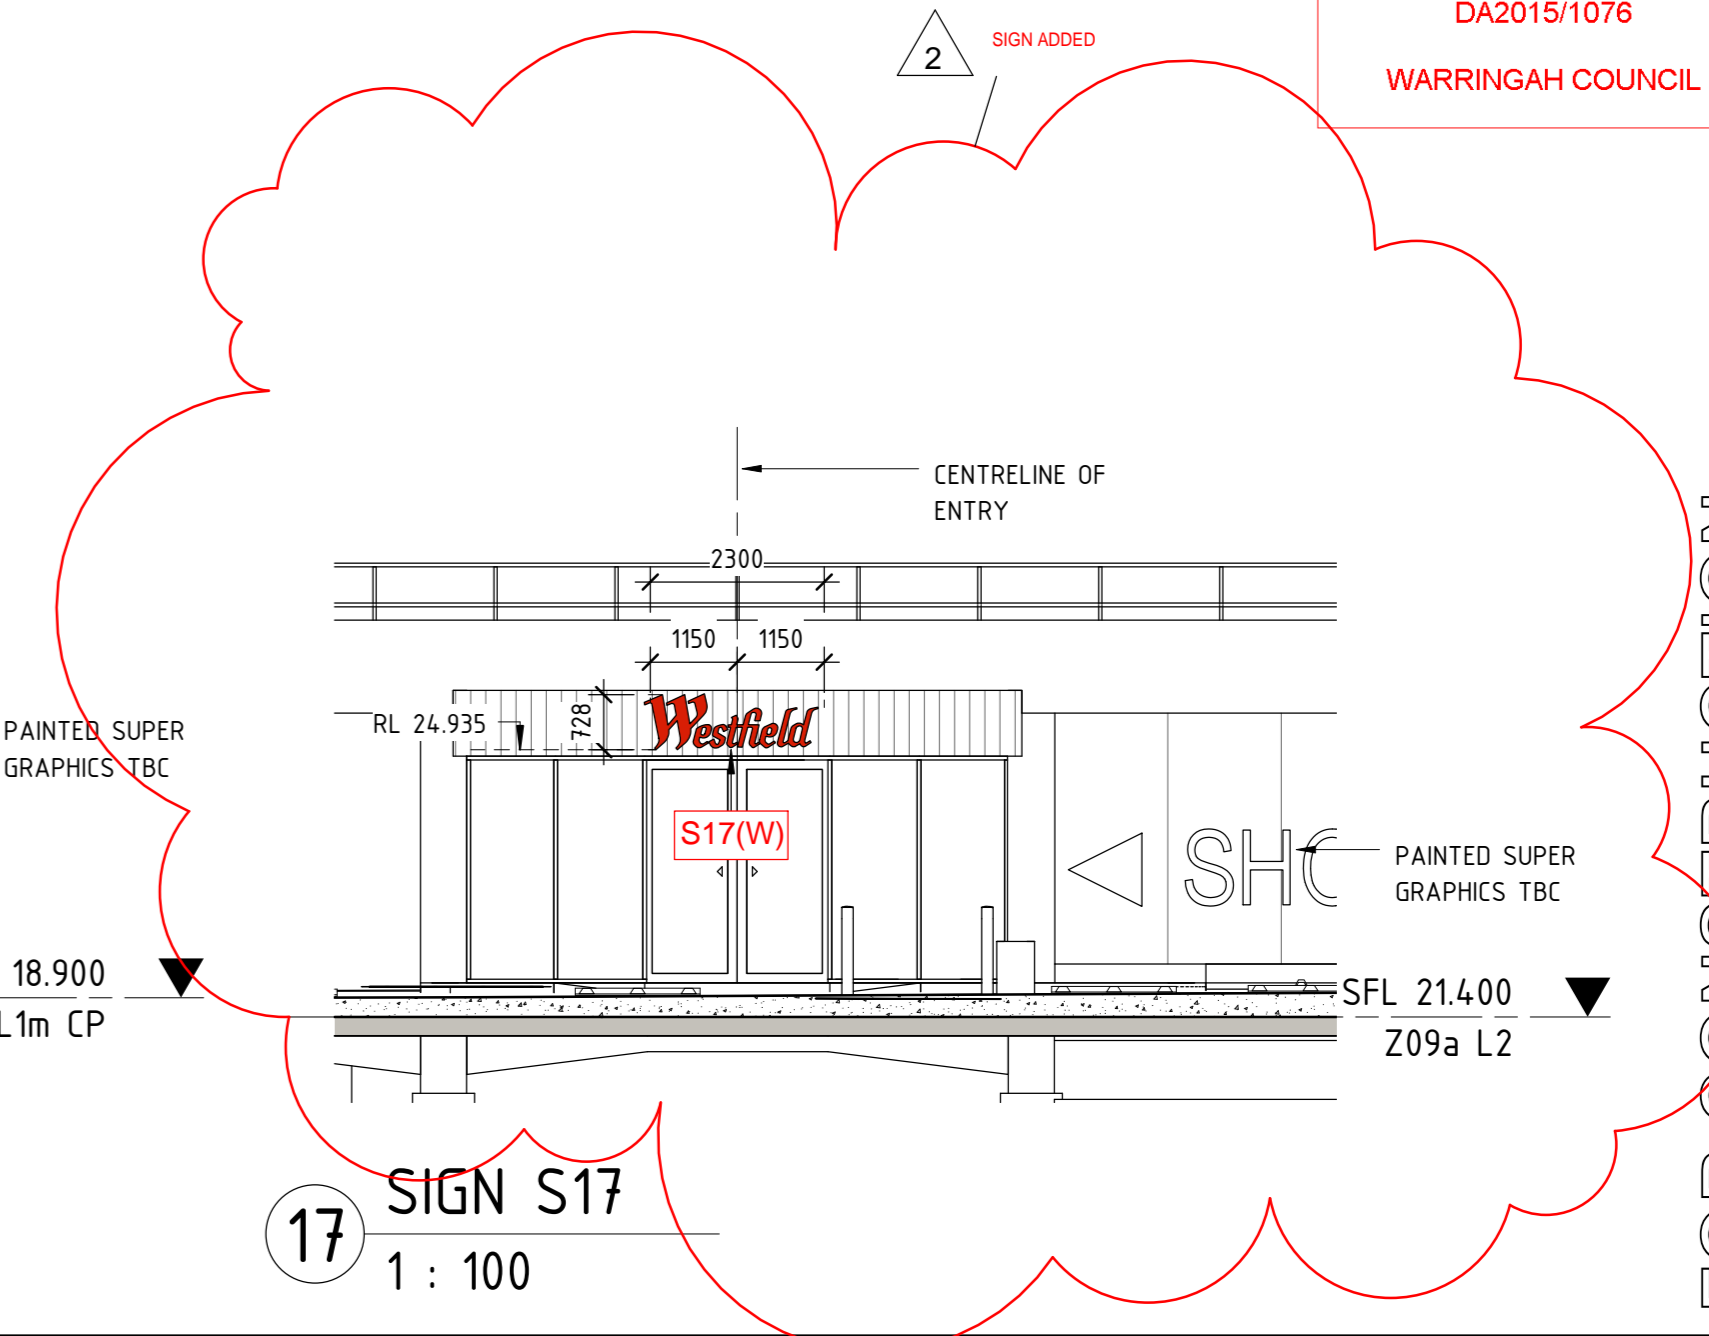 DA2015/1076
WARRINGAH COUNCIL
2
SIGN ADDED
CENTRELINE OF
ENTRY
2300
1150
1150
RL 24.935
728
Westfield
PAINTED SUPER
GRAPHICS TBC
S17(W)
SHO
PAINTED SUPER
GRAPHICS TBC
18.900
L1m CP
SFL 21.400
Z09a L2
17
SIGN S17
1 : 100